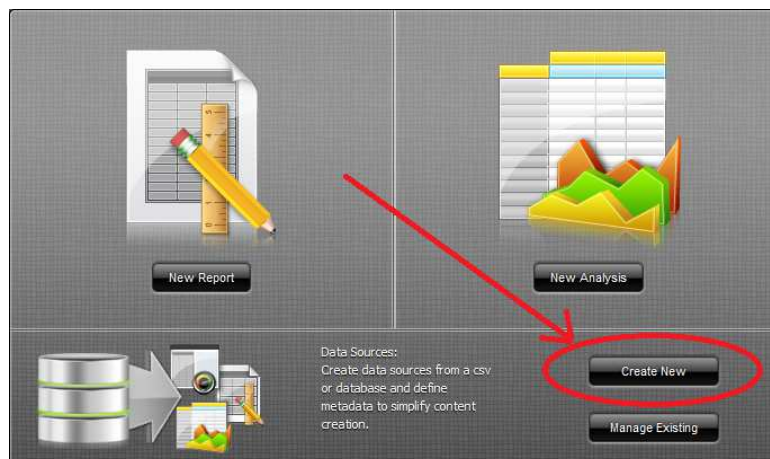 New Report
New Analysis
Data Sources:
Create data sources from a csv
or database and define
metadata to simplify content
creation.
Create New
Manage Existing